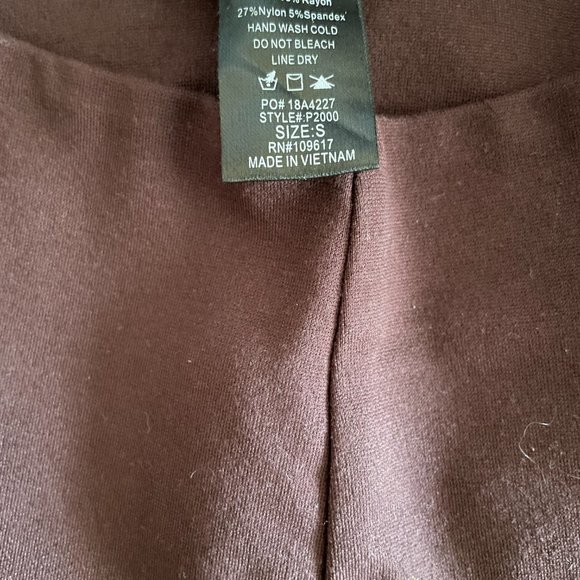 Rayon
27%Nylon 5%Spandex
HAND WASH COLD
DO NOT BLEACH
LINE DRY
PO# 18A4227
STYLE#:P2000
SIZE:S
RN#109617
MADE IN VIETNAM